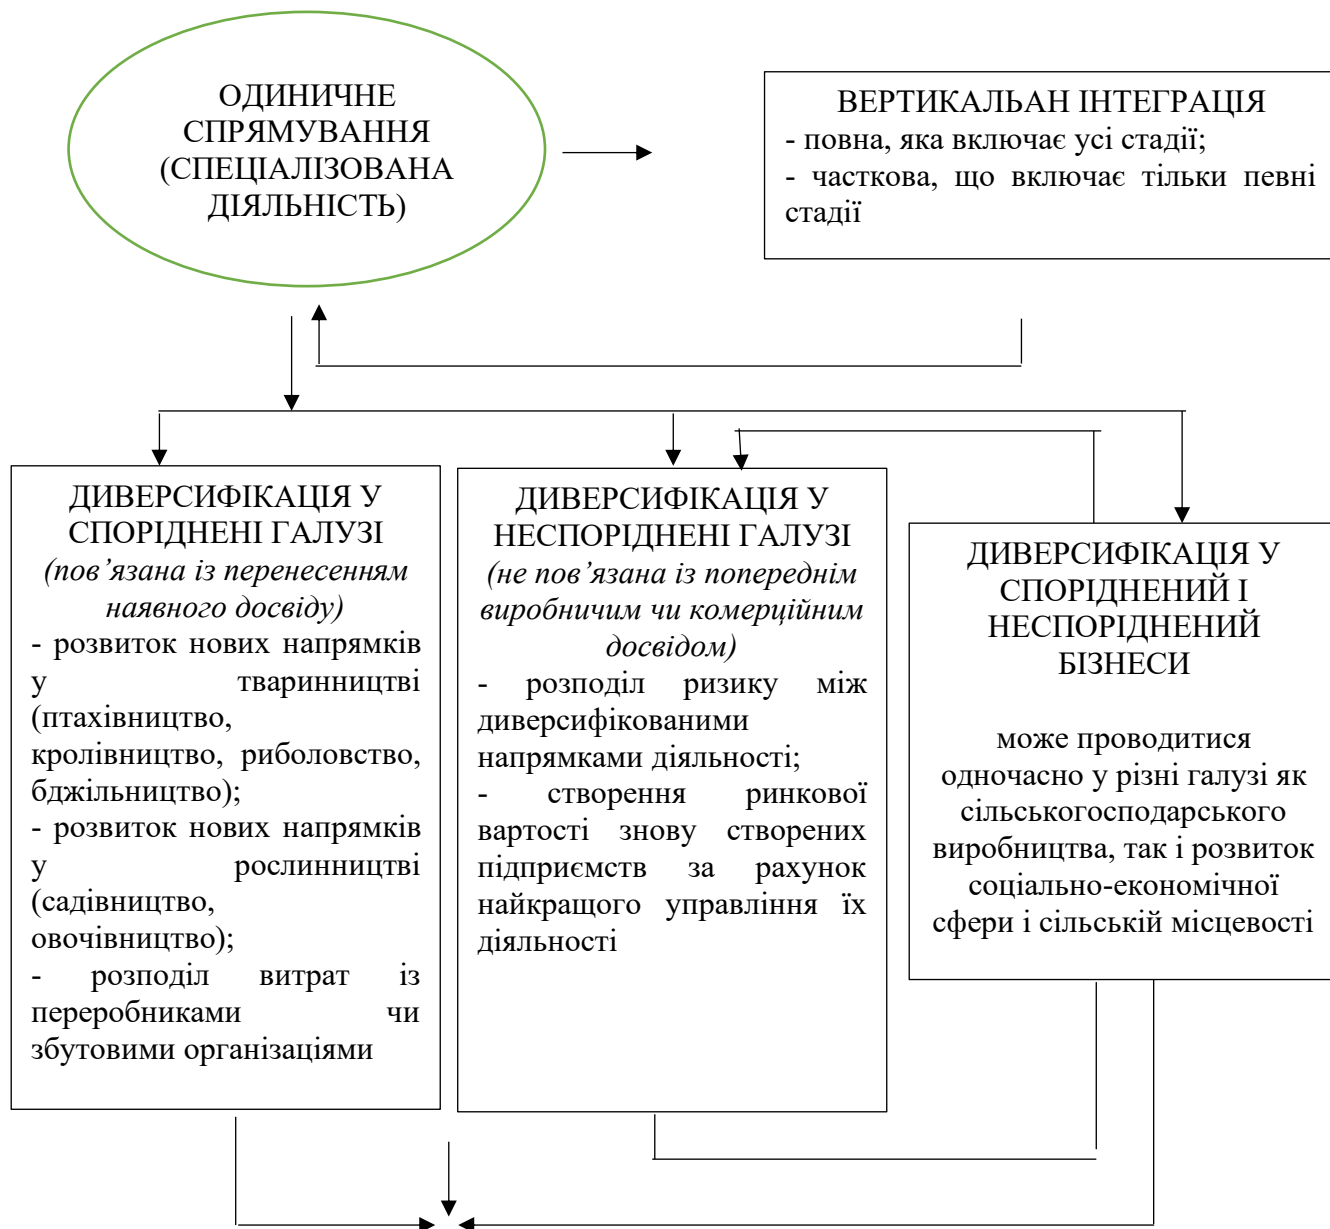 ОДИНИЧНЕ
СПРЯМУВАННЯ
(СПЕЦІАЛІЗОВАНА
ДІЯЛЬНІСТЬ)
ВЕРТИКАЛЬАН ІНТЕГРАЦІЯ
- повна, яка включає усі стадії;
- часткова, що включає тільки певні
стадії
ДИВЕРСИФІКАЦІЯ У
СПОРІДНЕНІ ГАЛУЗІ
(пов’язана із перенесенням
наявного досвіду)
- розвиток нових напрямків
у тваринництві
(птахівництво,
кролівництво, риболовство,
бджільництво);
- розвиток нових напрямків
у рослинництві
(садівництво,
овочівництво);
- розподіл витрат із
переробниками чи
збутовими організаціями
ДИВЕРСИФІКАЦІЯ У
НЕСПОРІДНЕНІ ГАЛУЗІ
(не пов’язана із попереднім
виробничим чи комерційним
досвідом)
- розподіл ризику між
диверсифікованими
напрямками діяльності;
- створення ринкової
вартості знову створених
підприємств за рахунок
найкращого управління їх
діяльності
ДИВЕРСИФІКАЦІЯ У
СПОРІДНЕНИЙ І
НЕСПОРІДНЕНИЙ
БІЗНЕСИ
може проводитися
одночасно у різні галузі як
сільськогосподарського
виробництва, так і розвиток
соціально-економічної
сфери і сільській місцевості